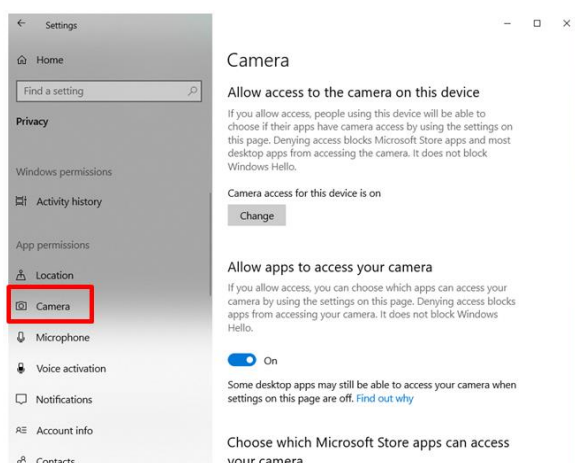 Settings
Home
Find a setting
Privacy
Windows permissions
Activity history
App permissions
Location
Camera
Microphone
Voice activation
Notifications
Account info
Contacts
Camera
Allow access to the camera on this device
If you allow access, people using this device will be able to
choose if their apps have camera access by using the settings on
this page. Denying access blocks Microsoft Store apps and most
desktop apps from accessing the camera. It does not block
Windows Hello.
Camera access for this device is on
Change
Allow apps to access your camera
If you allow access, you can choose which apps can access your
camera by using the settings on this page. Denying access blocks
apps from accessing your camera. It does not block Windows
Hello.
On
Some desktop apps may still be able to access your camera when
settings on this page are off. Find out why
Choose which Microsoft Store apps can access
your camera